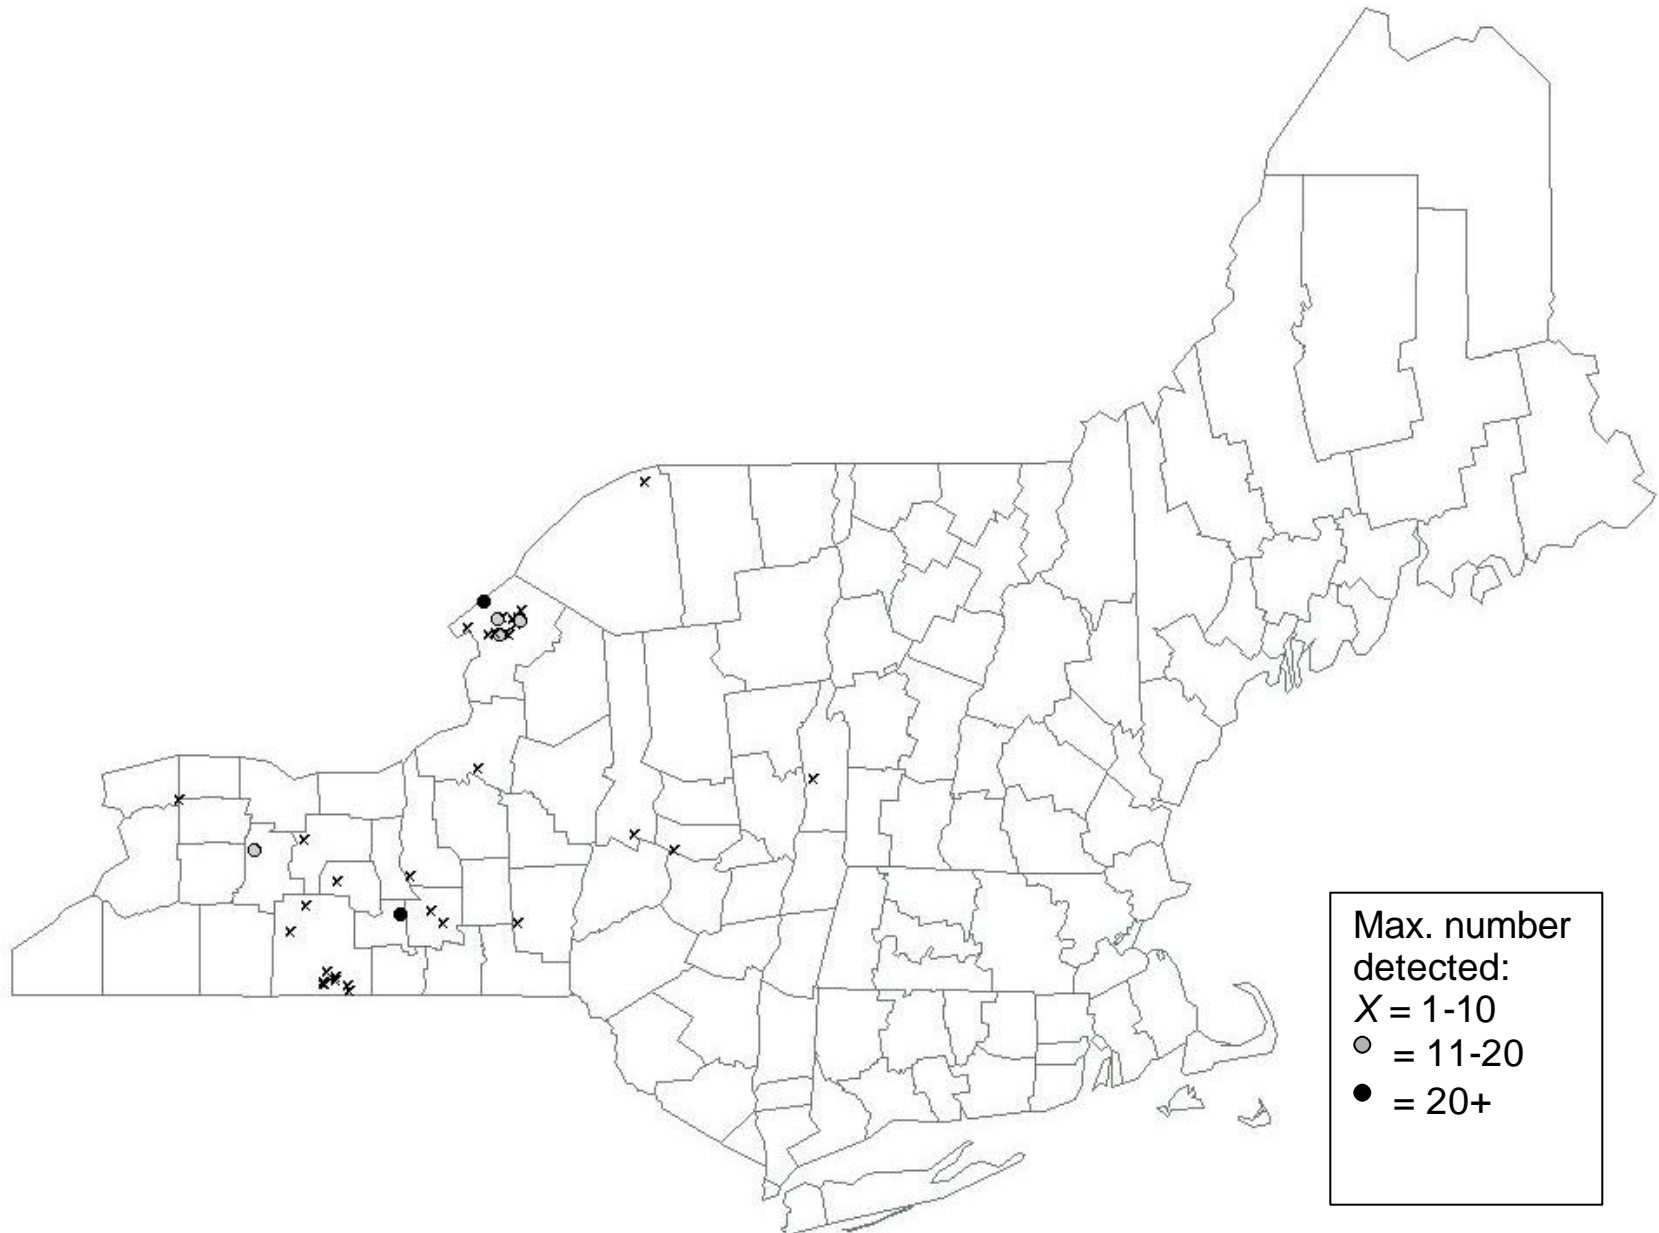 Max. number
detected:
X = 1-10
= 11-20
= 20+